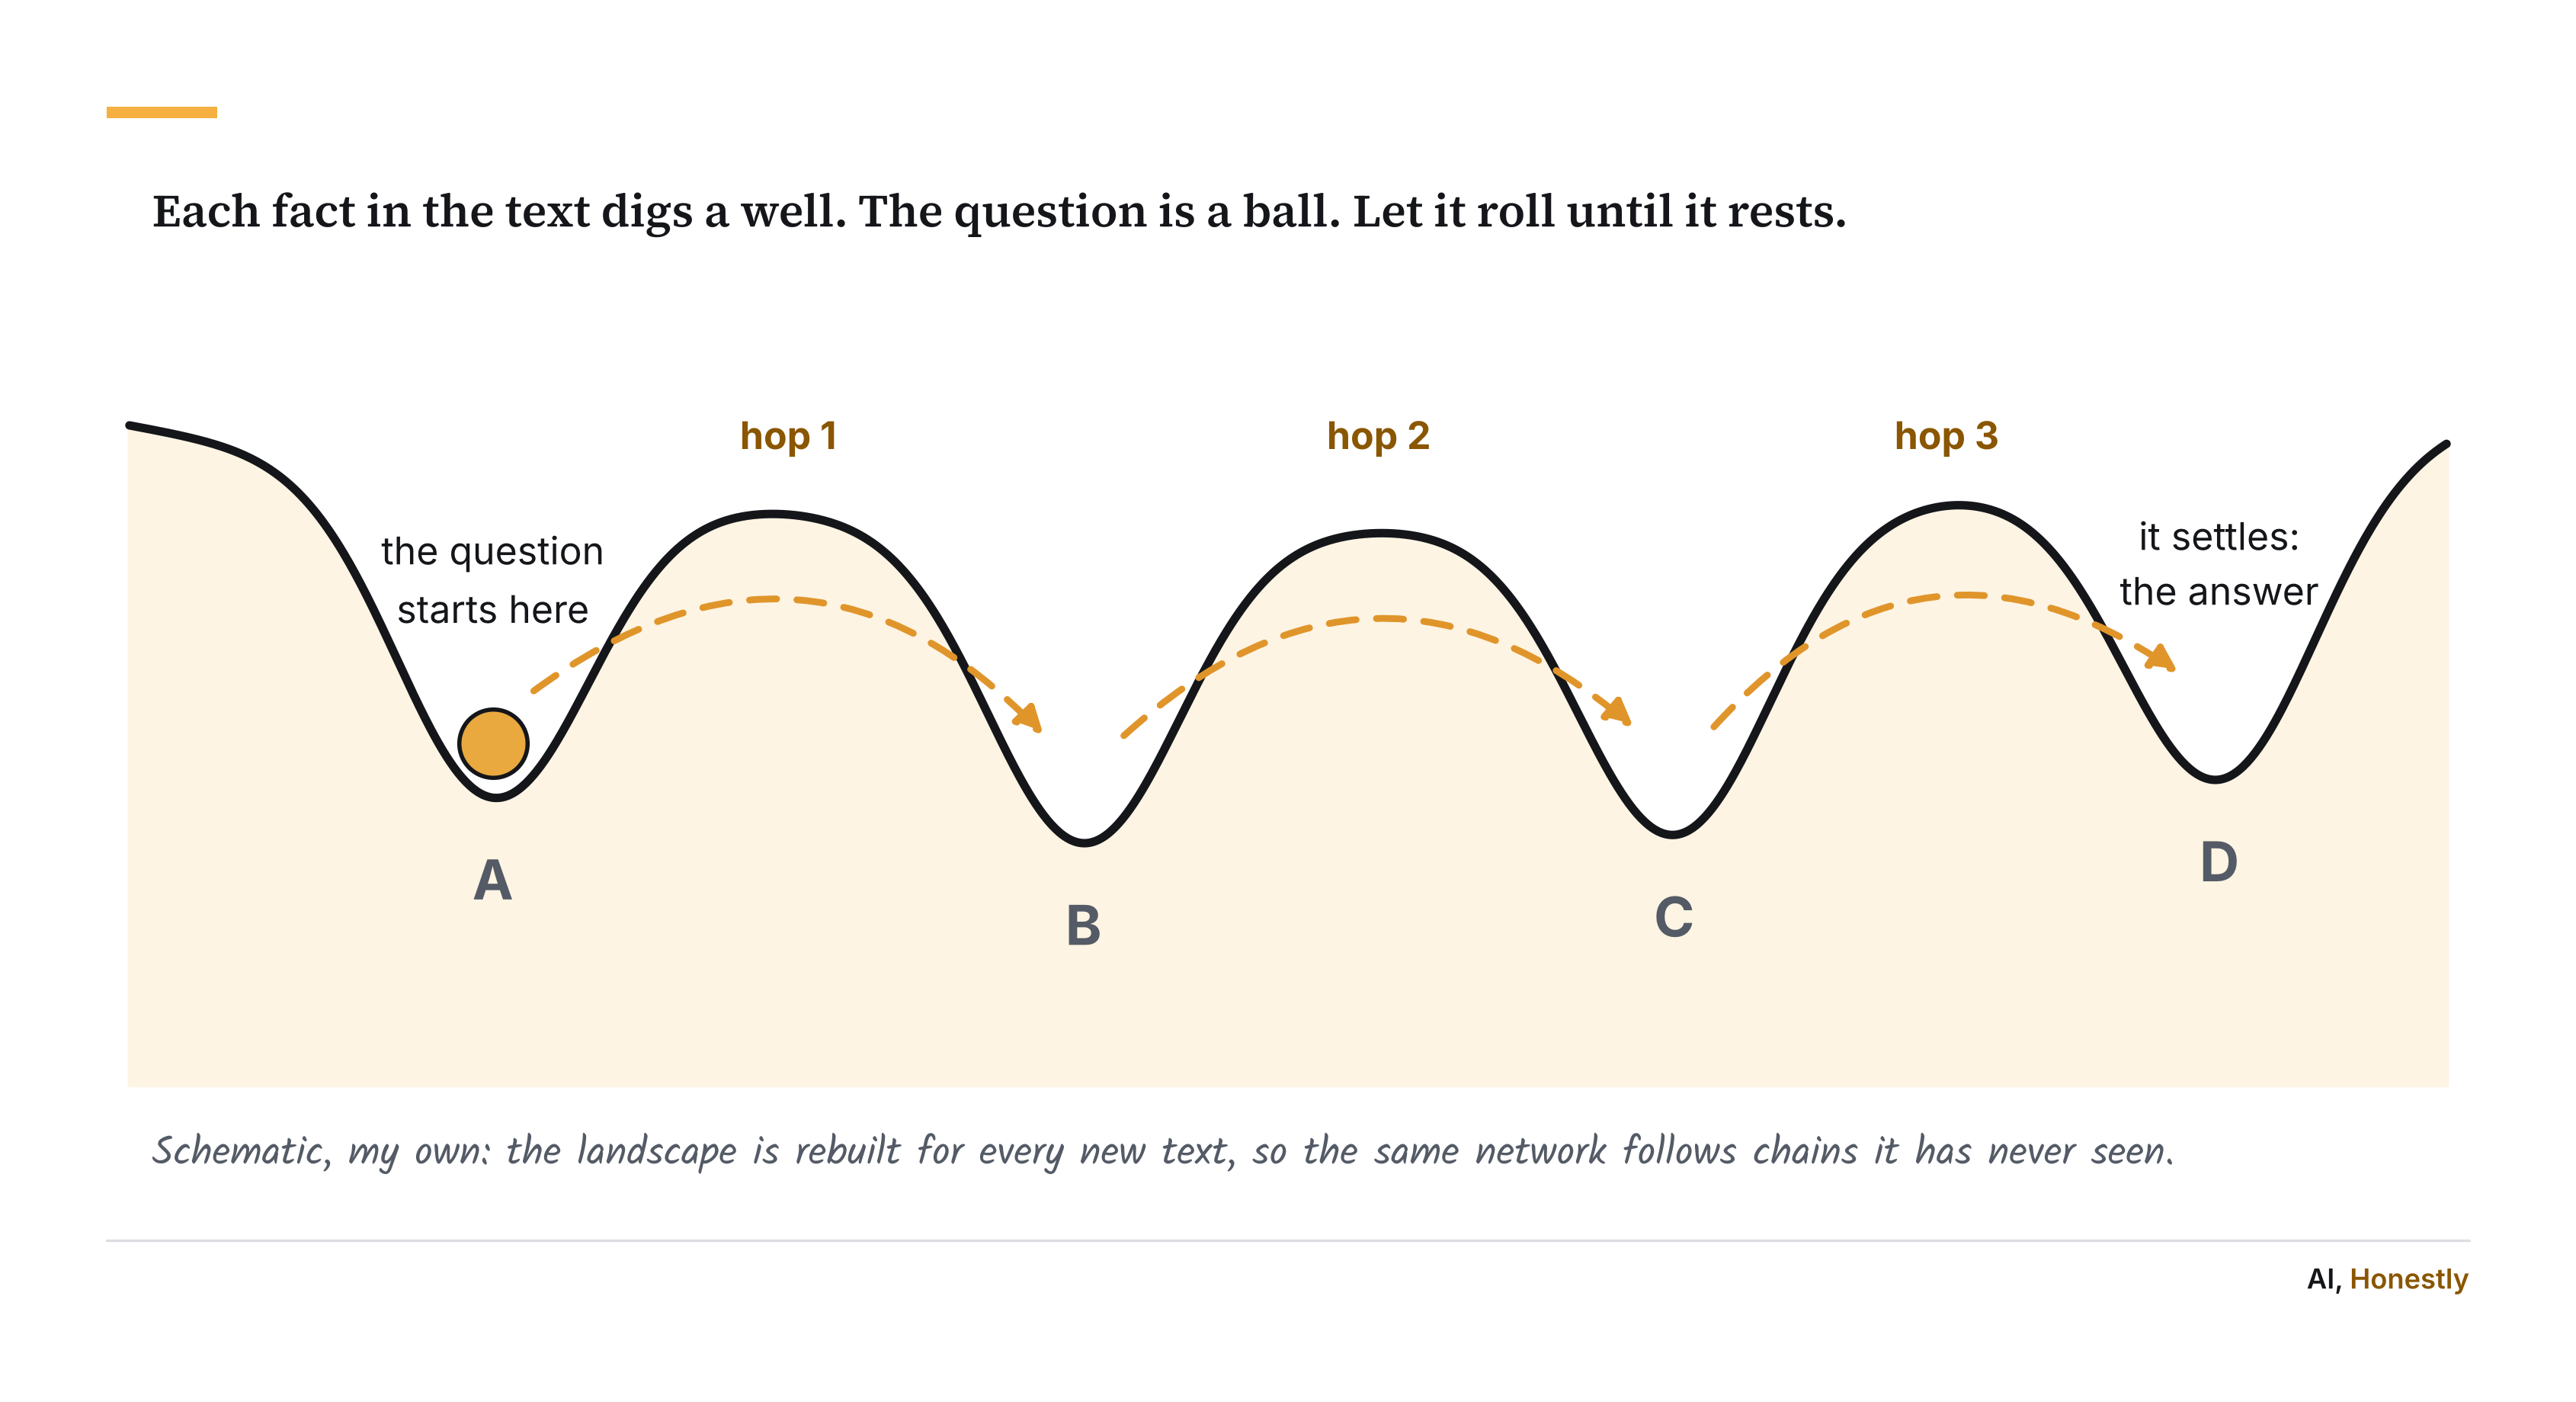 Each fact in the text digs a well. The question is a ball. Let it roll until it rests.
hop 1
hop 2
hop 3
the question
starts here
it settles:
the answer
A
B
C
D
Schematic, my own: the landscape is rebuilt for every new text, so the same network follows chains it has never seen.
AI, Honestly